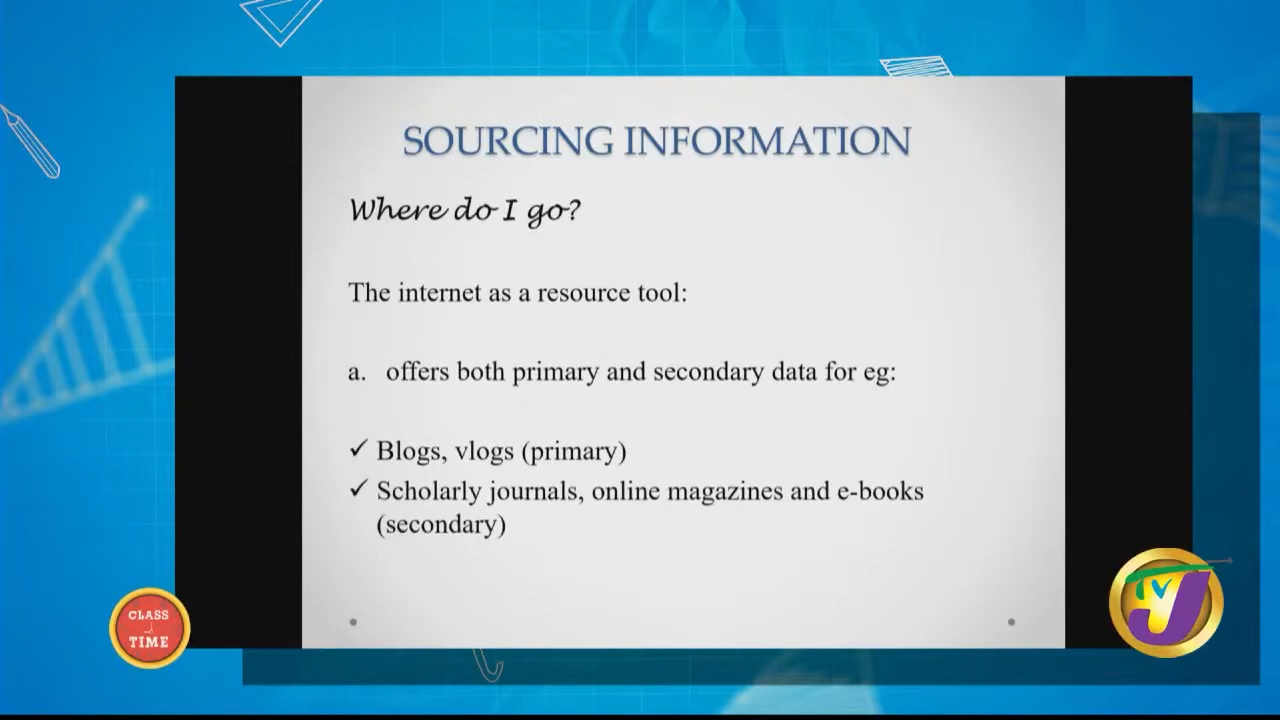 SOURCING INFORMATION
Where do I go?
The internet as a resource tool:
a. offers both primary and secondary data for eg:
✓ Blogs, vlogs (primary)
✓ Scholarly journals, online magazines and e-books
(secondary)
CLASS
TIME
TVJ